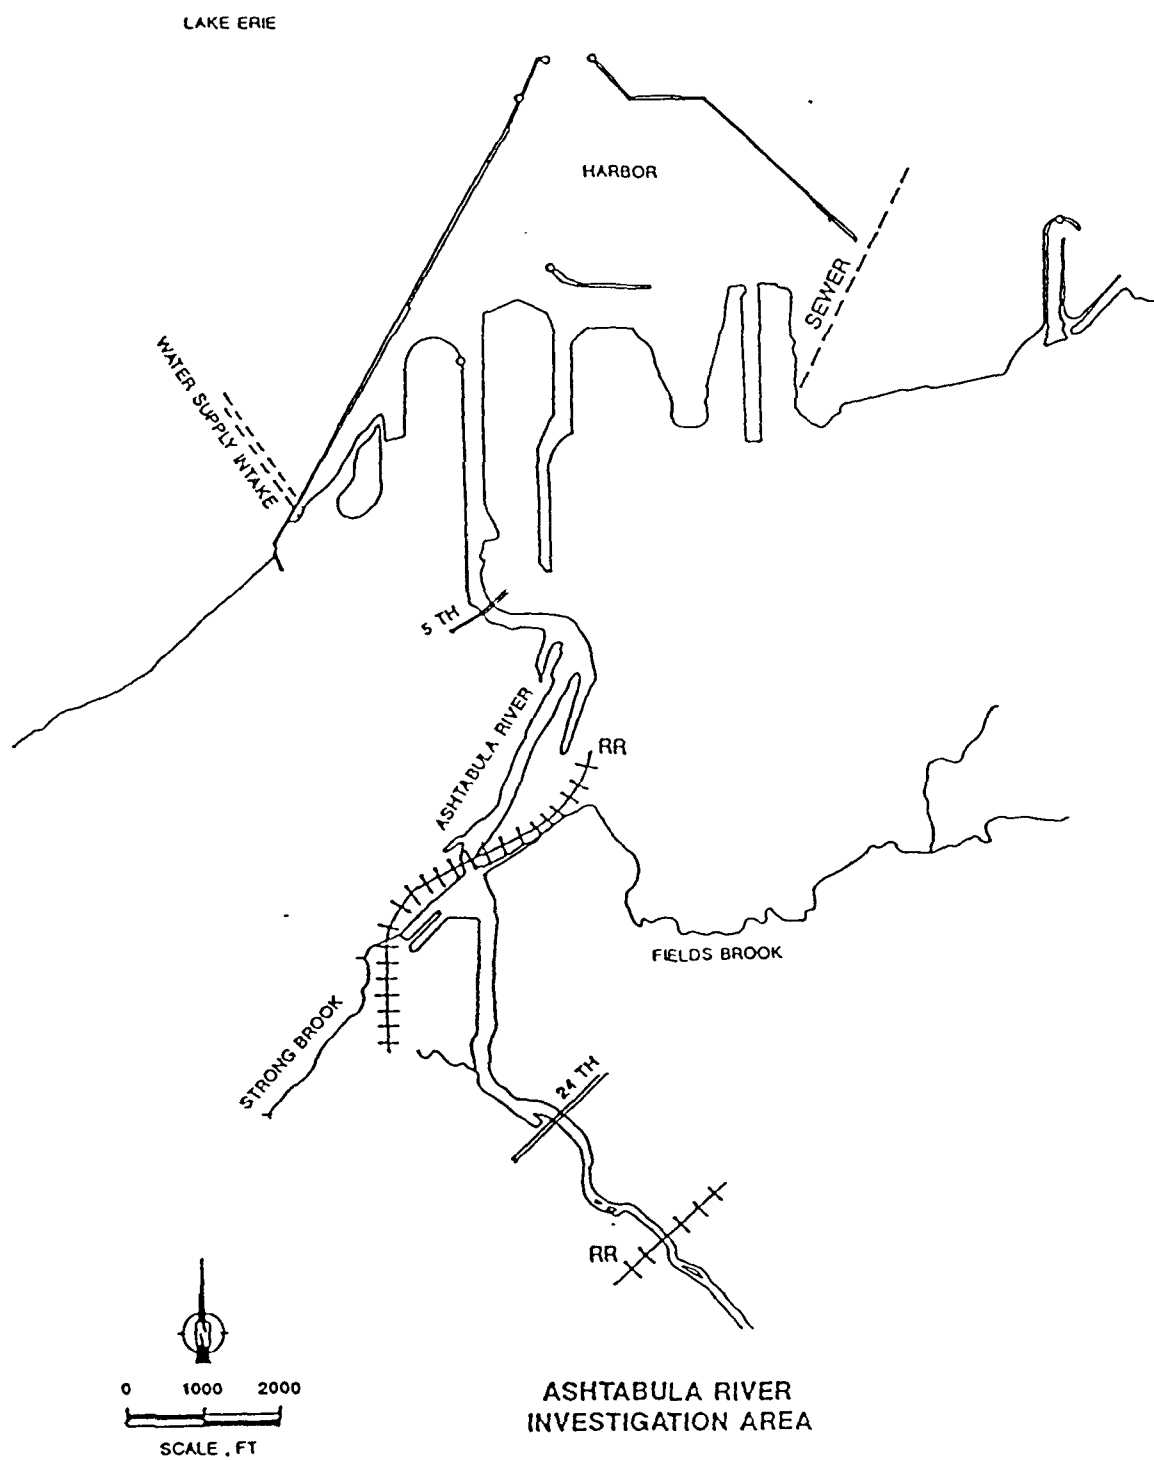 LAKE ERIE
HARBOR
SEWER
WATER SUPPLY INTAKE
5 TH
ASHTABULA RIVER
RR
FIELDS BROOK
STRONG BROOK
24 TH
RR
0 1000 2000
SCALE . FT
ASHTABULA RIVER
INVESTIGATION AREA